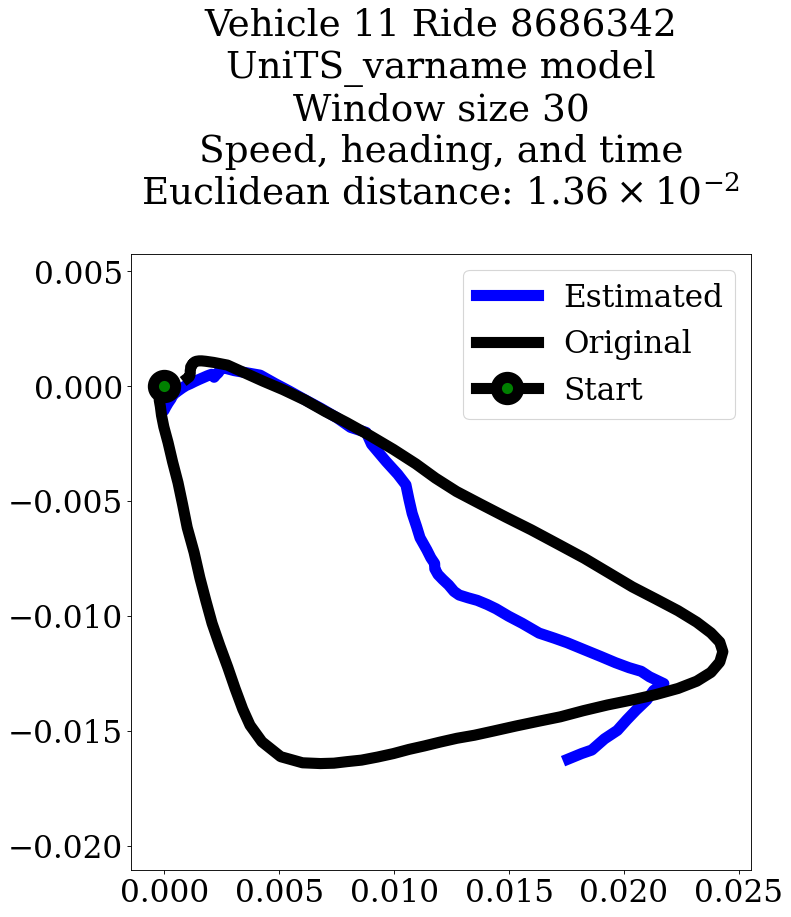 Vehicle 11 Ride 8686342
UniTS_varname model
Window size 30
Speed, heading, and time
Euclidean distance: 1.36 × 10⁻²
Estimated
Original
Start
0.005
0.000
−0.005
−0.010
−0.015
−0.020
0.000 0.005 0.010 0.015 0.020 0.025